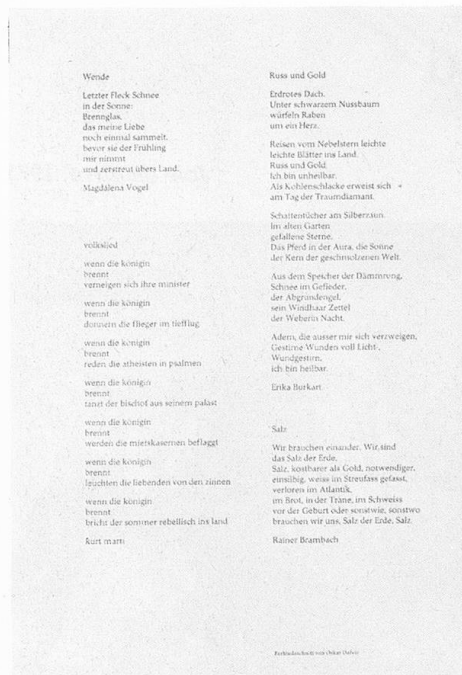 Wende
Letzter Fleck Schnee
in der Sonne:
Brennglas,
das meine Liebe
noch einmal sammelt,
bevor sie der Frühling
mir nimmt
und zerstreut übers Land.
Magdalena Vogel
volkslied
wenn die königin
brennt
verneigen sich ihre minister
wenn die königin
brennt
donnern die flieger im tiefflug
wenn die königin
brennt
reden die atheisten in psalmen
wenn die königin
brennt
tanzt der bischof aus seinem palast
wenn die königin
brennt
werden die mietskasernen beflaggt
wenn die königin
brennt
leuchten die liebenden von den zinnen
wenn die königin
brennt
bricht der sommer rebellisch ins land
kurt marti
Russ und Gold
Erdrotes Dach.
Unter schwarzem Nussbaum
würfeln Raben
um ein Herz.
Reisen vom Nebelstern leichte
leichte Blätter ins Land.
Russ und Gold.
Ich bin unheilbar.
Als Kohlenschlacke erweist sich
am Tag der Traumdiamant.
Schattentücher am Silberzaun.
Im alten Garten
gefallene Sterne.
Das Pferd in der Aura, die Sonne
der Kern der geschmolzenen Welt.
Aus dem Speicher der Dämmrung,
Schnee im Gefieder,
der Abgrundengel,
sein Windhaar Zettel
der Weberin Nacht.
Adern, die ausser mir sich verzweigen,
Gestirne Wunden voll Licht,
Wundgestirn,
ich bin heilbar.
Erika Burkart
Salz
Wir brauchen einander. Wir sind
das Salz der Erde,
Salz, kostbarer als Gold, notwendiger,
einsilbig, weiss im Streufass gefasst,
verloren im Atlantik,
im Brot, in der Träne, im Schweiss
vor der Geburt oder sonstwie, sonstwo
brauchen wir uns, Salz der Erde, Salz.
Rainer Brambach
von Oskar